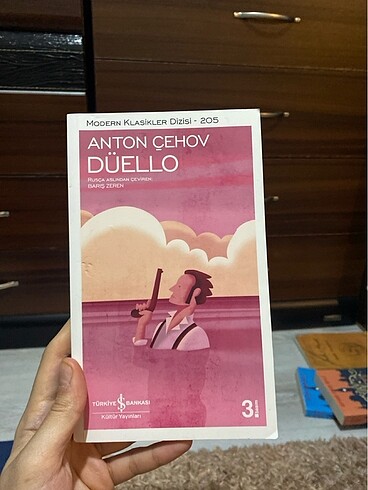 MODERN KLASİKLER DİZİSİ - 205
ANTON ÇEHOV
DÜELLO
RUSÇA ASLINDAN ÇEVİREN:
BARIŞ ZEREN
TÜRKİYE İŞ BANKASI
Kültür Yayınları
3.
Basım